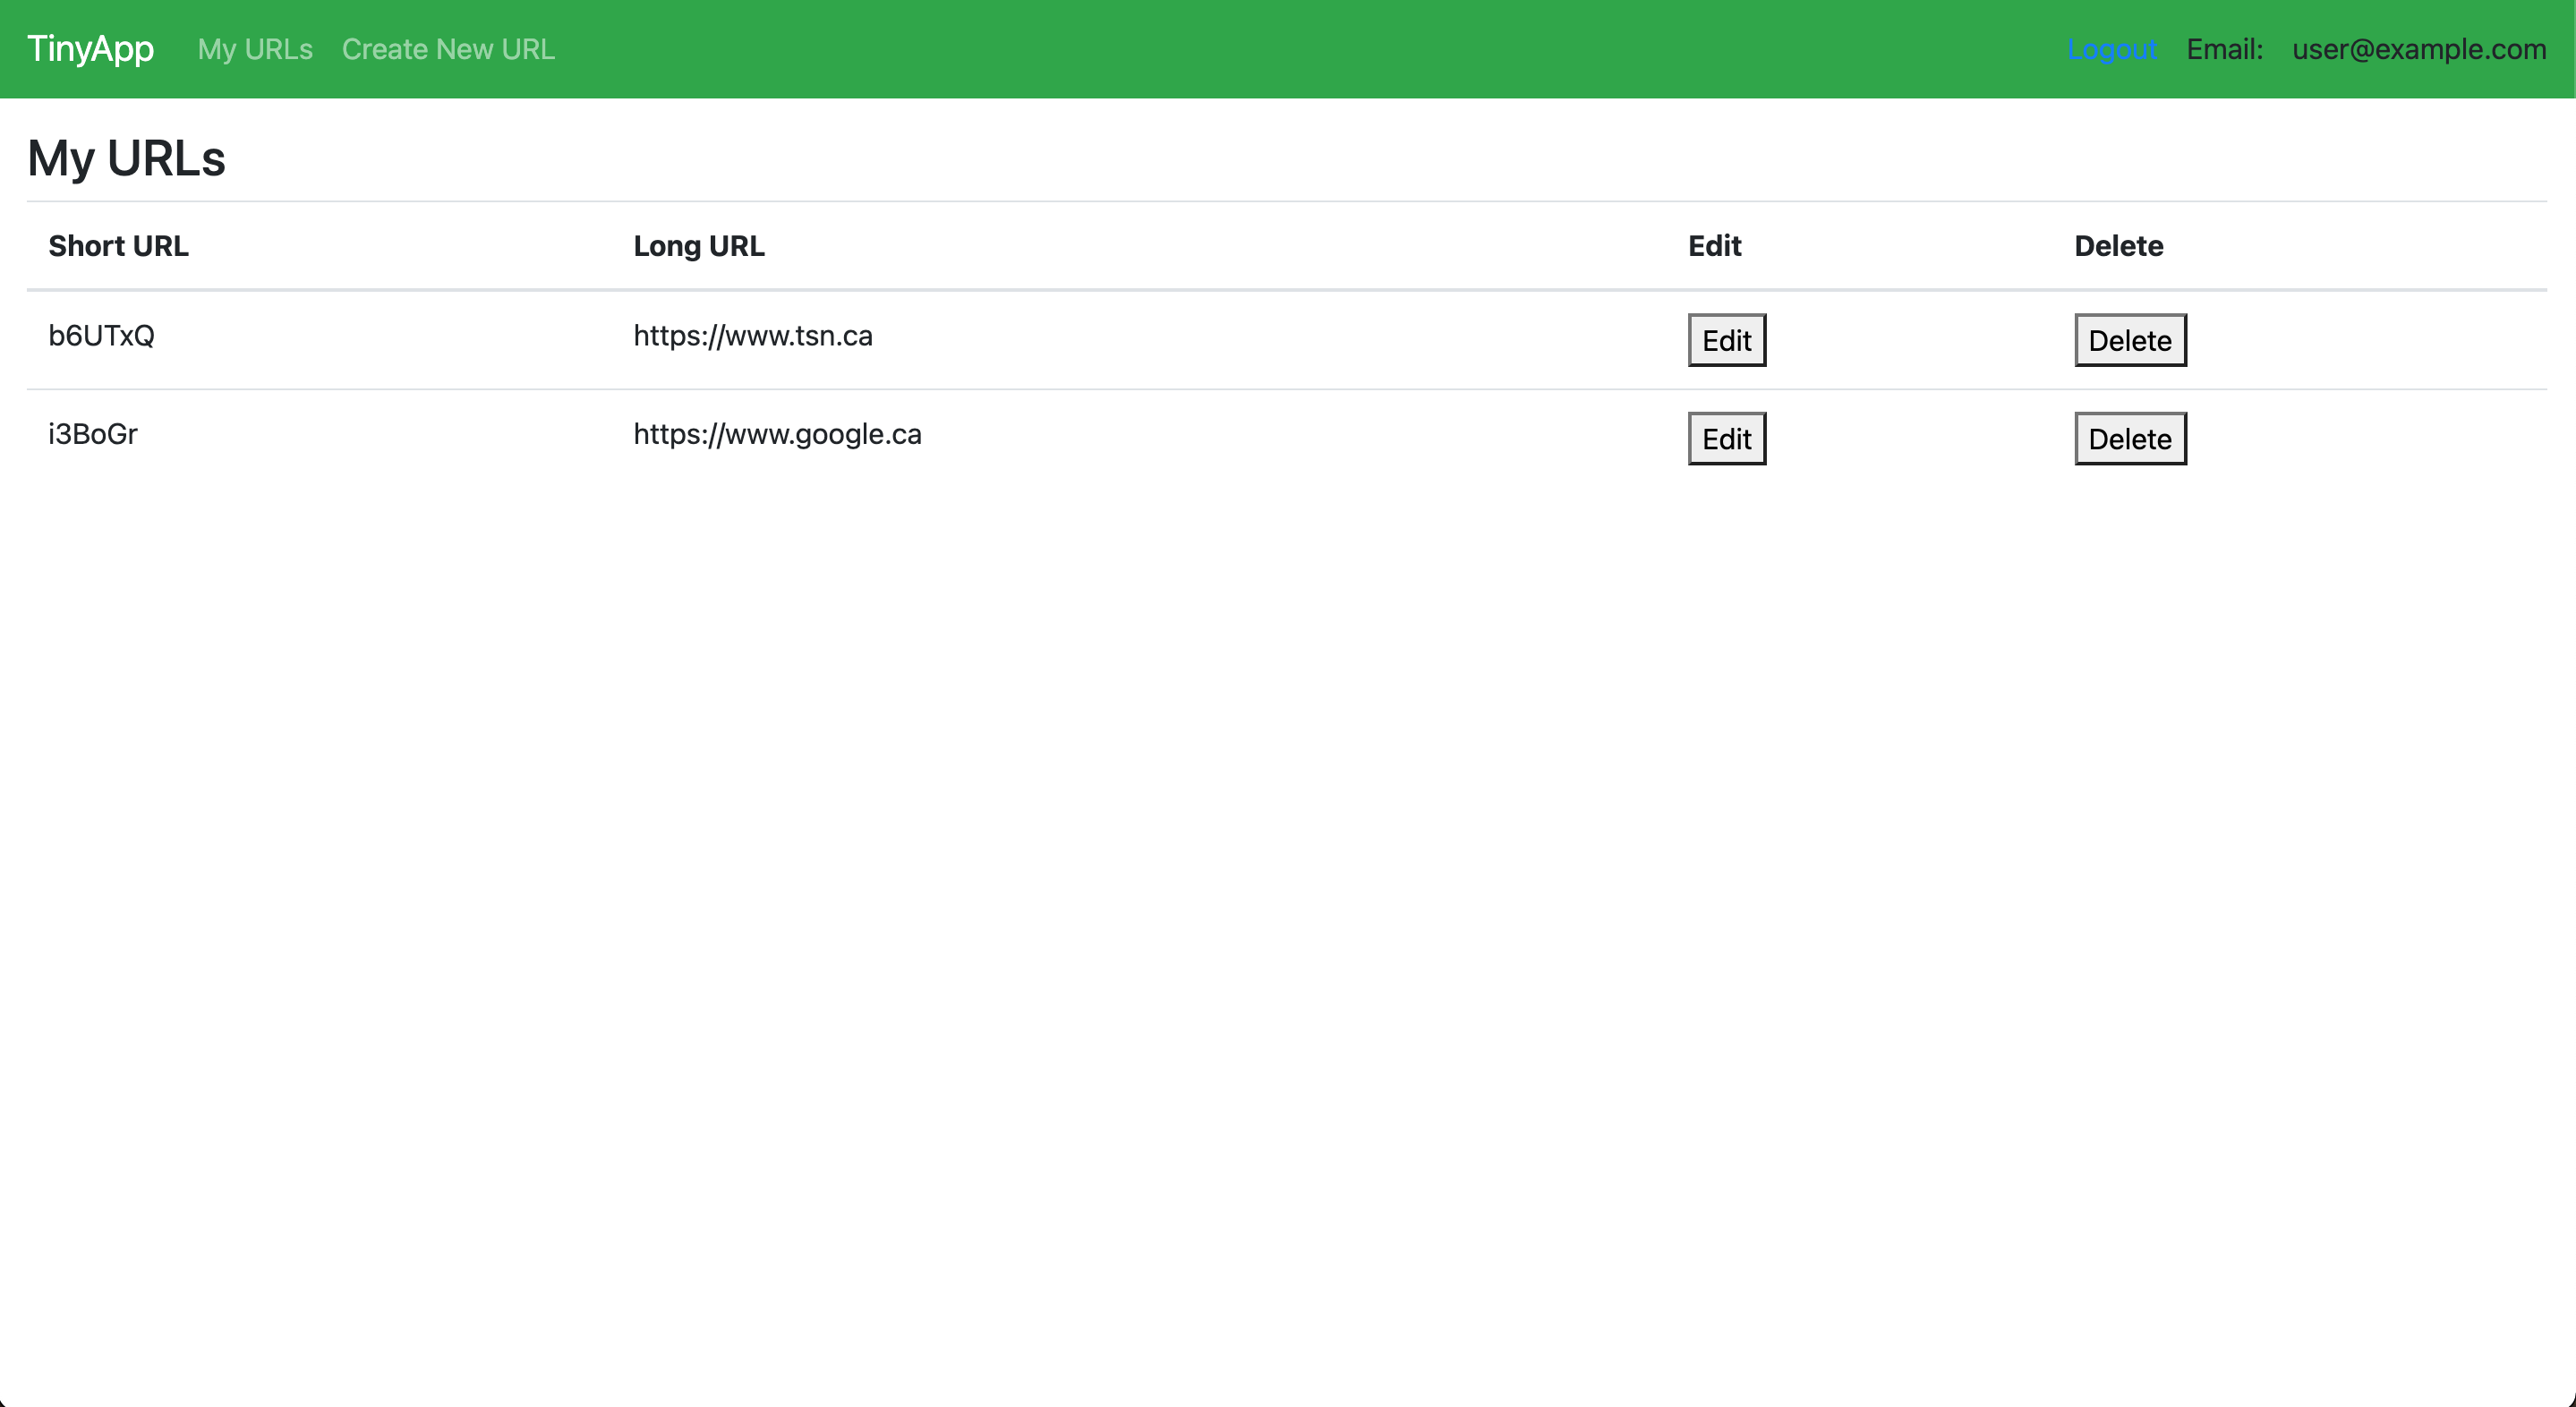 TinyApp My URLs Create New URL Logout Email: user@example.com
My URLs
Short URL Long URL Edit Delete
b6UTxQ https://www.tsn.ca Edit Delete
i3BoGr https://www.google.ca Edit Delete